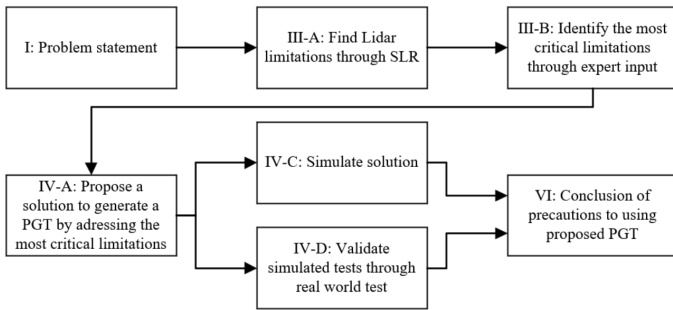 I: Problem statement
III-A: Find Lidar
limitations through SLR
III-B: Identify the most
critical limitations
through expert input
IV-A: Propose a
solution to generate a
PGT by adressing the
most critical limitations
IV-C: Simulate solution
IV-D: Validate
simulated tests through
real world test
VI: Conclusion of
precautions to using
proposed PGT